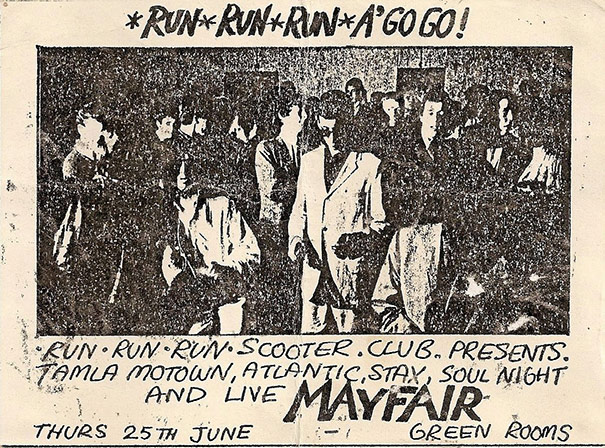 *RUN*RUN*RUN*A'GO GO!
·RUN·RUN·RUN·SCOOTER.CLUB.PRESENTS.
TAMLA MOTOWN, ATLANTIC, STAX, SOUL NIGHT
AND LIVE MAYFAIR
THURS 25TH JUNE GREEN ROOMS